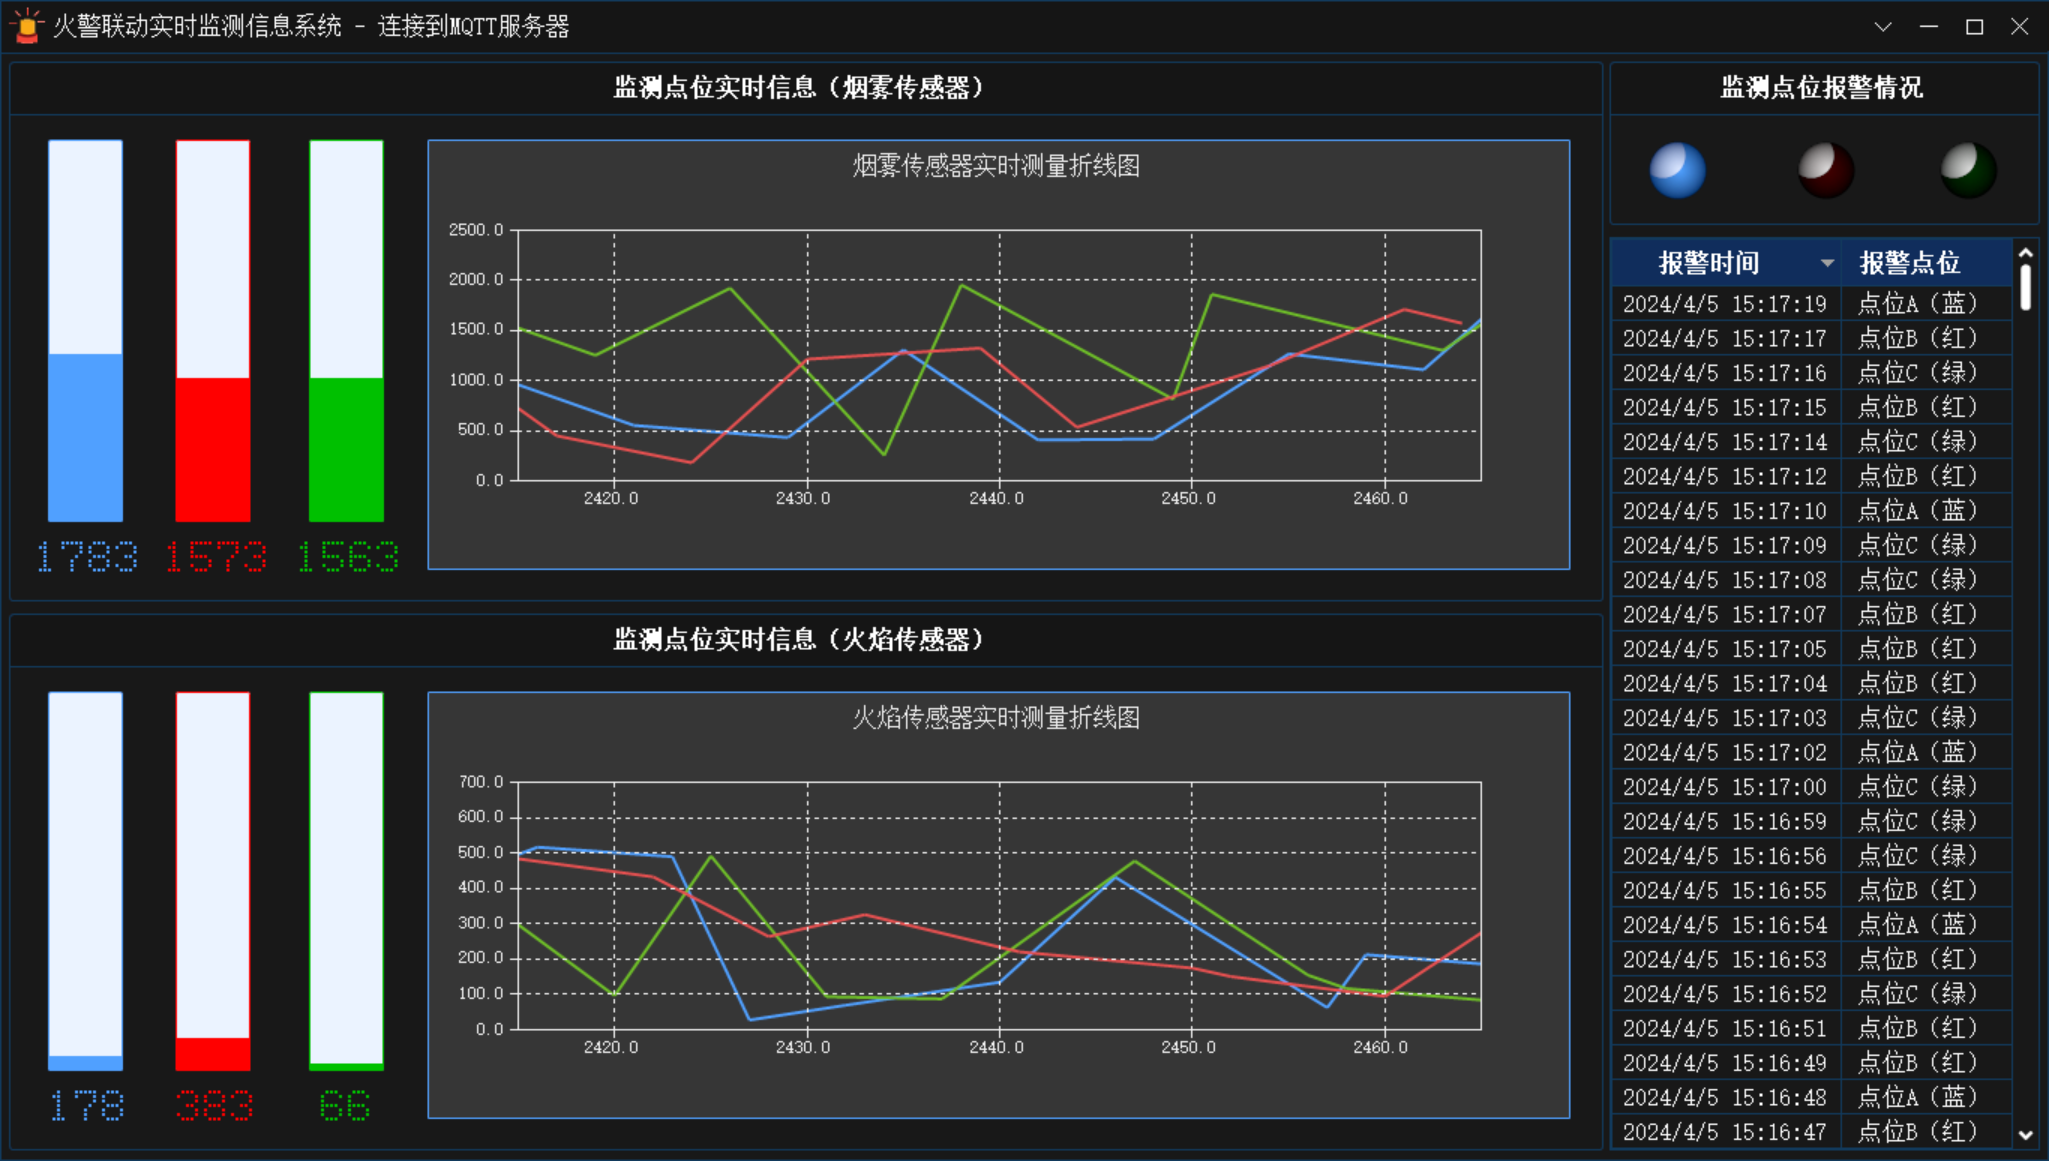 火警联动实时监测信息系统 - 连接到MQTT服务器
监测点位实时信息（烟雾传感器）
1783 1573 1563
烟雾传感器实时测量折线图
2500.0
2000.0
1500.0
1000.0
500.0
0.0
2420.0 2430.0 2440.0 2450.0 2460.0
监测点位实时信息（火焰传感器）
178 383 66
火焰传感器实时测量折线图
700.0
600.0
500.0
400.0
300.0
200.0
100.0
0.0
2420.0 2430.0 2440.0 2450.0 2460.0
监测点位报警情况
报警时间 报警点位
2024/4/5 15:17:19 点位A（蓝）
2024/4/5 15:17:17 点位B（红）
2024/4/5 15:17:16 点位C（绿）
2024/4/5 15:17:15 点位B（红）
2024/4/5 15:17:14 点位C（绿）
2024/4/5 15:17:12 点位B（红）
2024/4/5 15:17:10 点位A（蓝）
2024/4/5 15:17:09 点位C（绿）
2024/4/5 15:17:08 点位C（绿）
2024/4/5 15:17:07 点位B（红）
2024/4/5 15:17:05 点位B（红）
2024/4/5 15:17:04 点位B（红）
2024/4/5 15:17:03 点位C（绿）
2024/4/5 15:17:02 点位A（蓝）
2024/4/5 15:17:00 点位C（绿）
2024/4/5 15:16:59 点位C（绿）
2024/4/5 15:16:56 点位C（绿）
2024/4/5 15:16:55 点位B（红）
2024/4/5 15:16:54 点位A（蓝）
2024/4/5 15:16:53 点位B（红）
2024/4/5 15:16:52 点位C（绿）
2024/4/5 15:16:51 点位B（红）
2024/4/5 15:16:49 点位B（红）
2024/4/5 15:16:48 点位A（蓝）
2024/4/5 15:16:47 点位B（红）